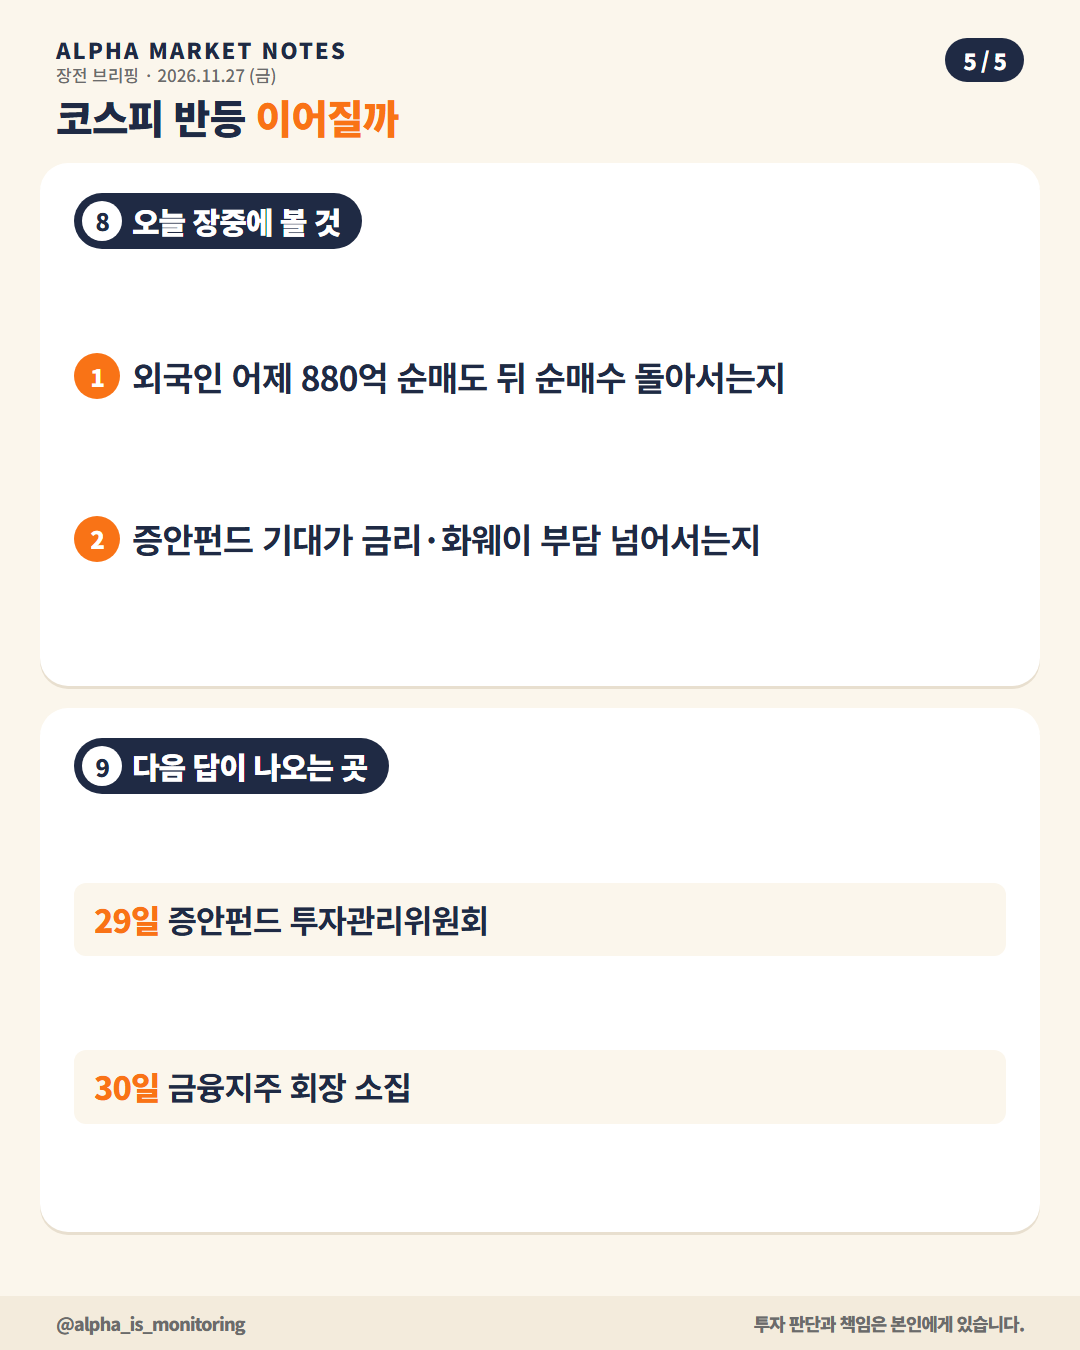 ALPHA MARKET NOTES
5 / 5
장전 브리핑 · 2026.11.27 (금)
코스피 반등 이어질까
8 오늘 장중에 볼 것
1 외국인 어제 880억 순매도 뒤 순매수 돌아서는지
2 증안펀드 기대가 금리·화웨이 부담 넘어서는지
9 다음 답이 나오는 곳
29일 증안펀드 투자관리위원회
30일 금융지주 회장 소집
@alpha_is_monitoring
투자 판단과 책임은 본인에게 있습니다.